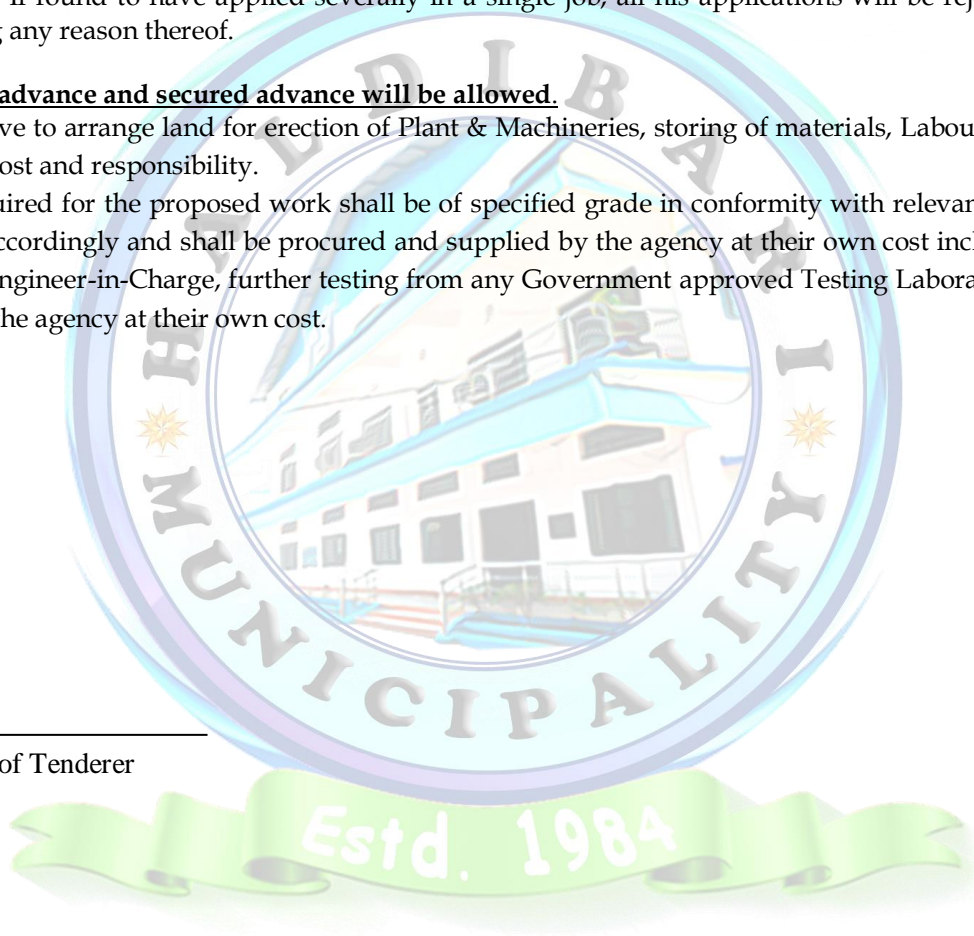 If found to have applied severally in a single job, all his applications will be rej
g any reason thereof.
advance and secured advance will be allowed.
ve to arrange land for erection of Plant & Machineries, storing of materials, Labou
ost and responsibility.
uired for the proposed work shall be of specified grade in conformity with relevan
ccordingly and shall be procured and supplied by the agency at their own cost incl
ngineer-in-Charge, further testing from any Government approved Testing Labora
he agency at their own cost.
HALDIBARI
MUNICIPALITY
of Tenderer
Estd. 1984